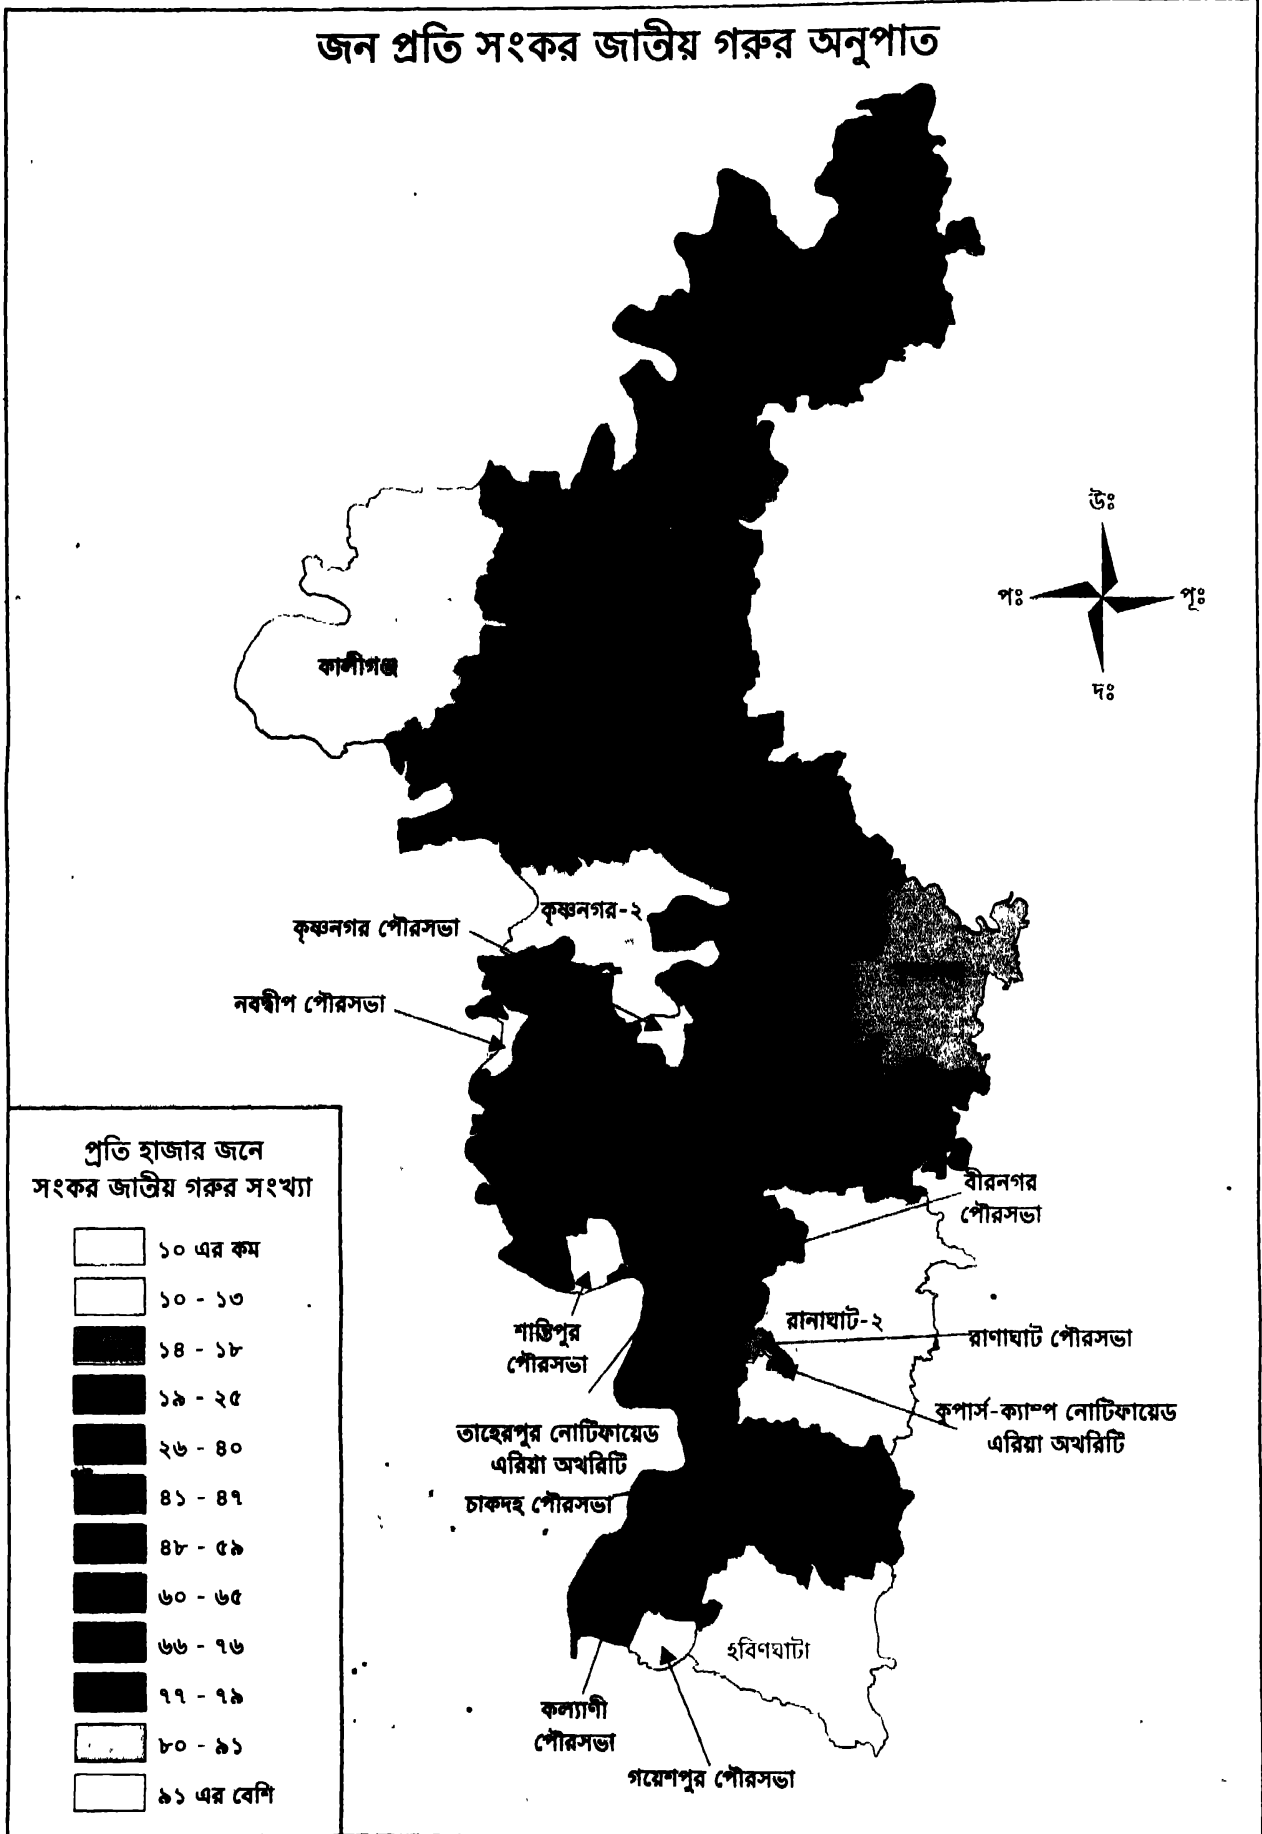 জন প্রতি সংকর জাতীয় গরুর অনুপাত
উঃ
পঃ
পূঃ
দঃ
কালীগঞ্জ
কৃষ্ণনগর-২
কৃষ্ণনগর পৌরসভা
নবদ্বীপ পৌরসভা
বীরনগর
পৌরসভা
রানাঘাট-২
রাণাঘাট পৌরসভা
কুপার্স-ক্যাম্প নোটিফায়েড
এরিয়া অথরিটি
শান্তিপুর
পৌরসভা
তাহেরপুর নোটিফায়েড
এরিয়া অথরিটি
চাকদহ পৌরসভা
হরিণঘাটা
কল্যাণী
পৌরসভা
গয়েশপুর পৌরসভা
প্রতি হাজার জনে
সংকর জাতীয় গরুর সংখ্যা
১০ এর কম
১০ - ১৩
১৪ - ১৮
১৯ - ২৫
২৬ - ৪০
৪১ - ৪৭
৪৮ - ৫৯
৬০ - ৬৫
৬৬ - ৭৬
৭৭ - ৭৯
৮০ - ৯১
৯১ এর বেশি